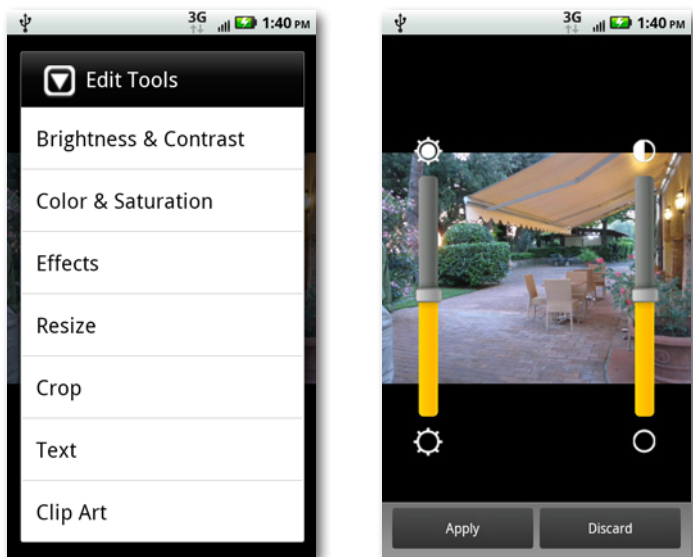 3G
1:40 PM
Edit Tools
Brightness & Contrast
Color & Saturation
Effects
Resize
Crop
Text
Clip Art
3G
1:40 PM
Apply
Discard